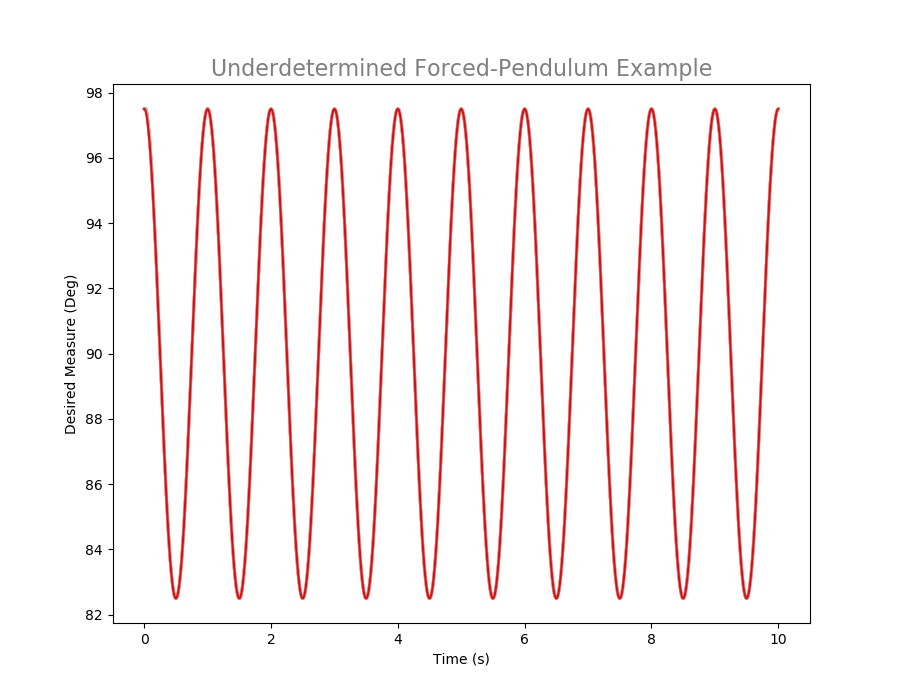 Underdetermined Forced-Pendulum Example
98
96
94
92
90
88
86
84
82
Desired Measure (Deg)
0 2 4 6 8 10
Time (s)